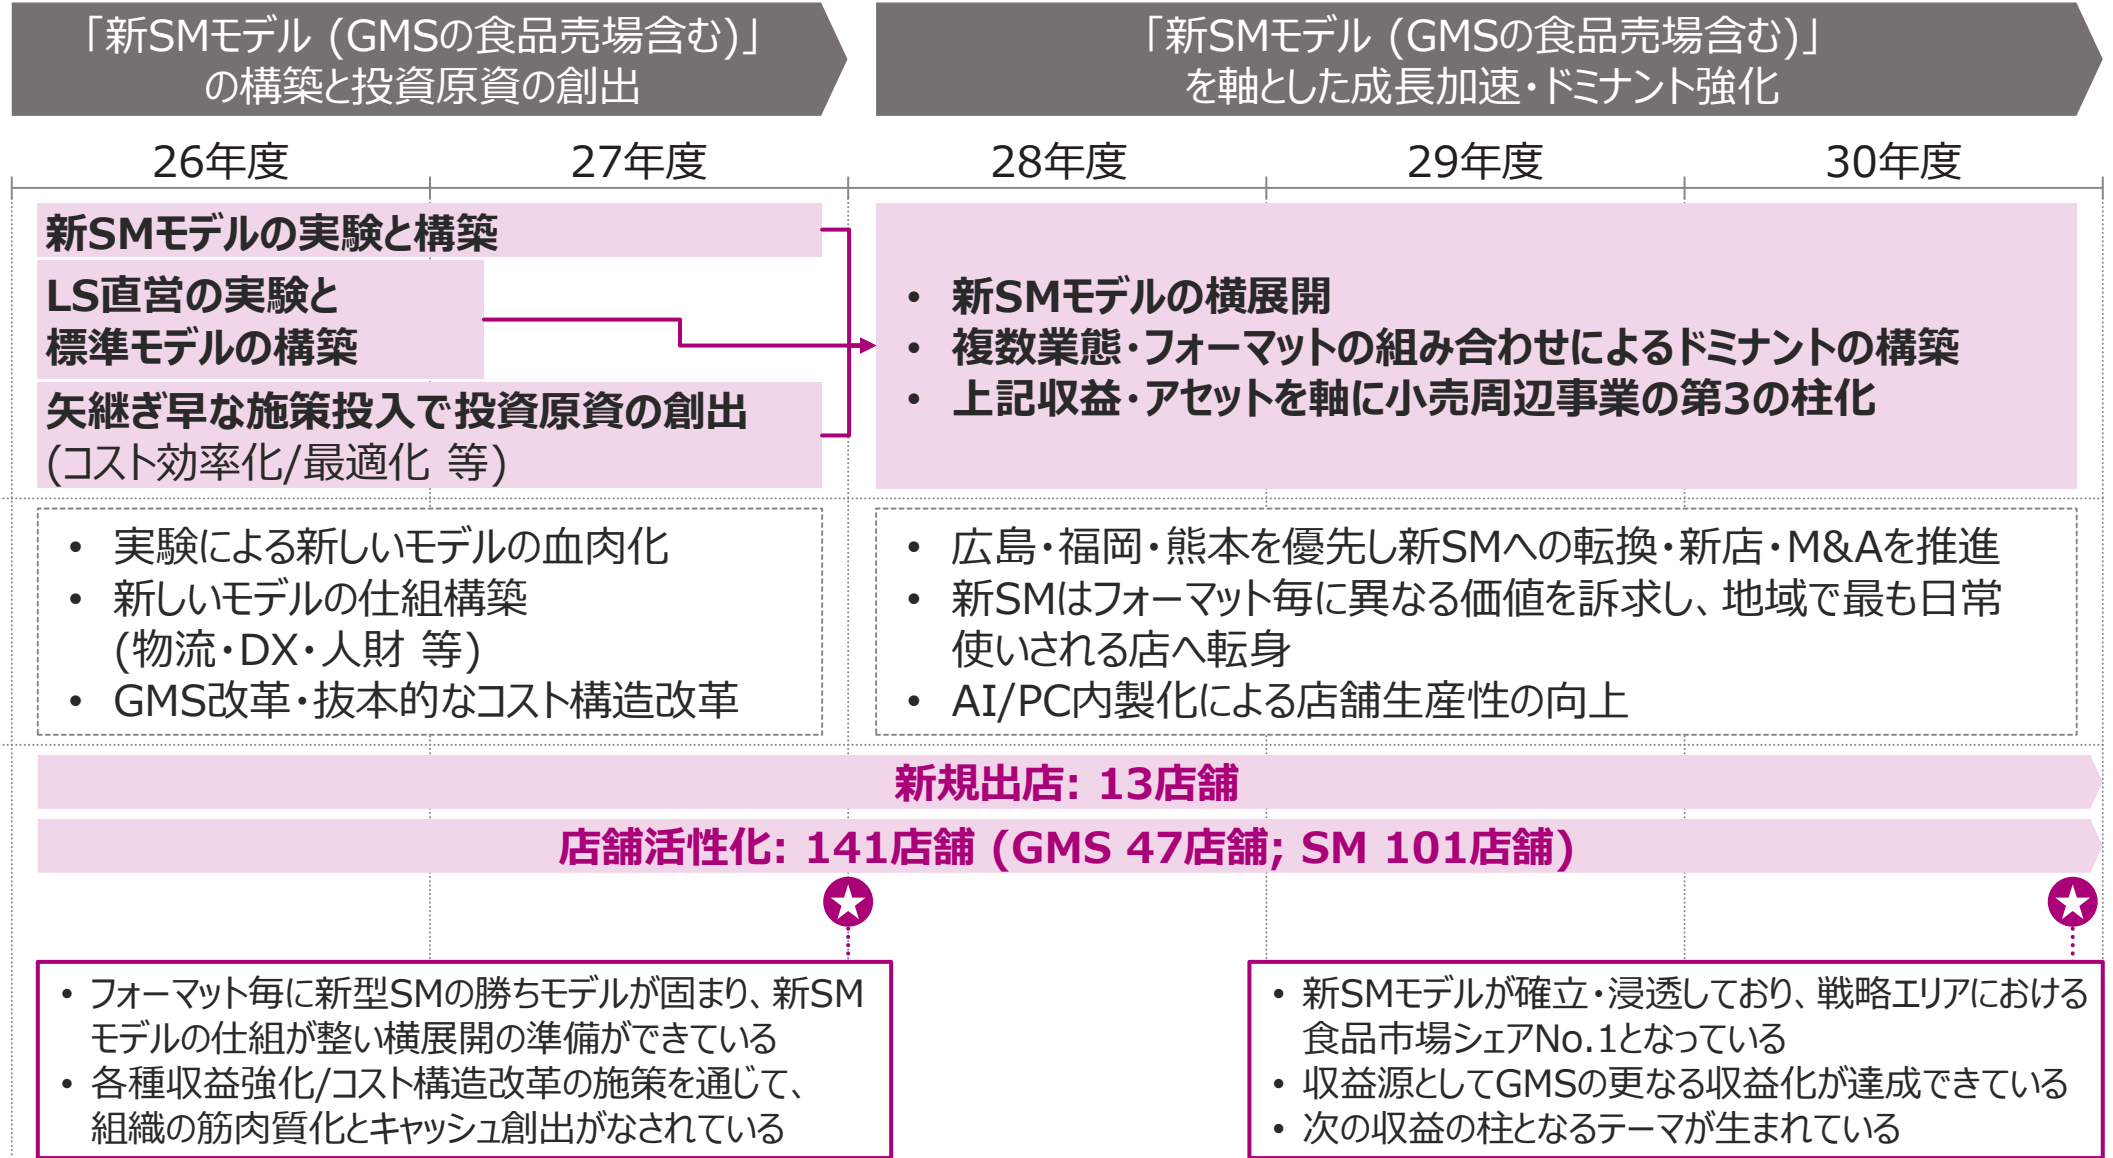 「新SMモデル (GMSの食品売場含む)」
の構築と投資原資の創出
「新SMモデル (GMSの食品売場含む)」
を軸とした成長加速・ドミナント強化
26年度
27年度
28年度
29年度
30年度
新SMモデルの実験と構築
LS直営の実験と
標準モデルの構築
矢継ぎ早な施策投入で投資原資の創出
(コスト効率化/最適化 等)
• 新SMモデルの横展開
• 複数業態・フォーマットの組み合わせによるドミナントの構築
• 上記収益・アセットを軸に小売周辺事業の第3の柱化
• 実験による新しいモデルの血肉化
• 新しいモデルの仕組構築
(物流・DX・人財 等)
• GMS改革・抜本的なコスト構造改革
• 広島・福岡・熊本を優先し新SMへの転換・新店・M&Aを推進
• 新SMはフォーマット毎に異なる価値を訴求し、地域で最も日常
使いされる店へ転身
• AI/PC内製化による店舗生産性の向上
新規出店: 13店舗
店舗活性化: 141店舗 (GMS 47店舗; SM 101店舗)
• フォーマット毎に新型SMの勝ちモデルが固まり、新SM
モデルの仕組が整い横展開の準備ができている
• 各種収益強化/コスト構造改革の施策を通じて、
組織の筋肉質化とキャッシュ創出がなされている
• 新SMモデルが確立・浸透しており、戦略エリアにおける
食品市場シェアNo.1となっている
• 収益源としてGMSの更なる収益化が達成できている
• 次の収益の柱となるテーマが生まれている